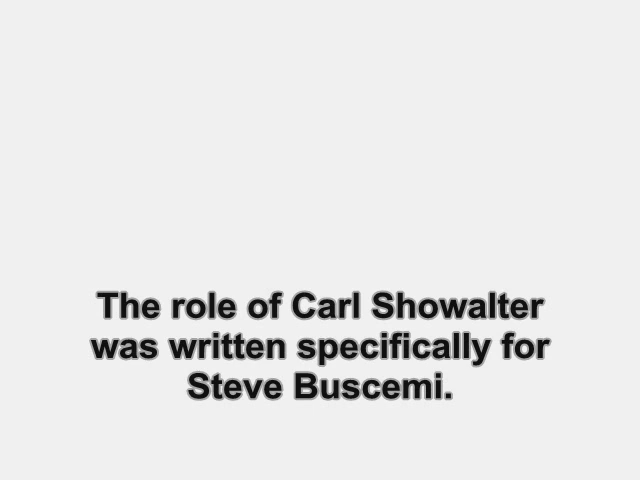 The role of Carl Showalter
was written specifically for
Steve Buscemi.